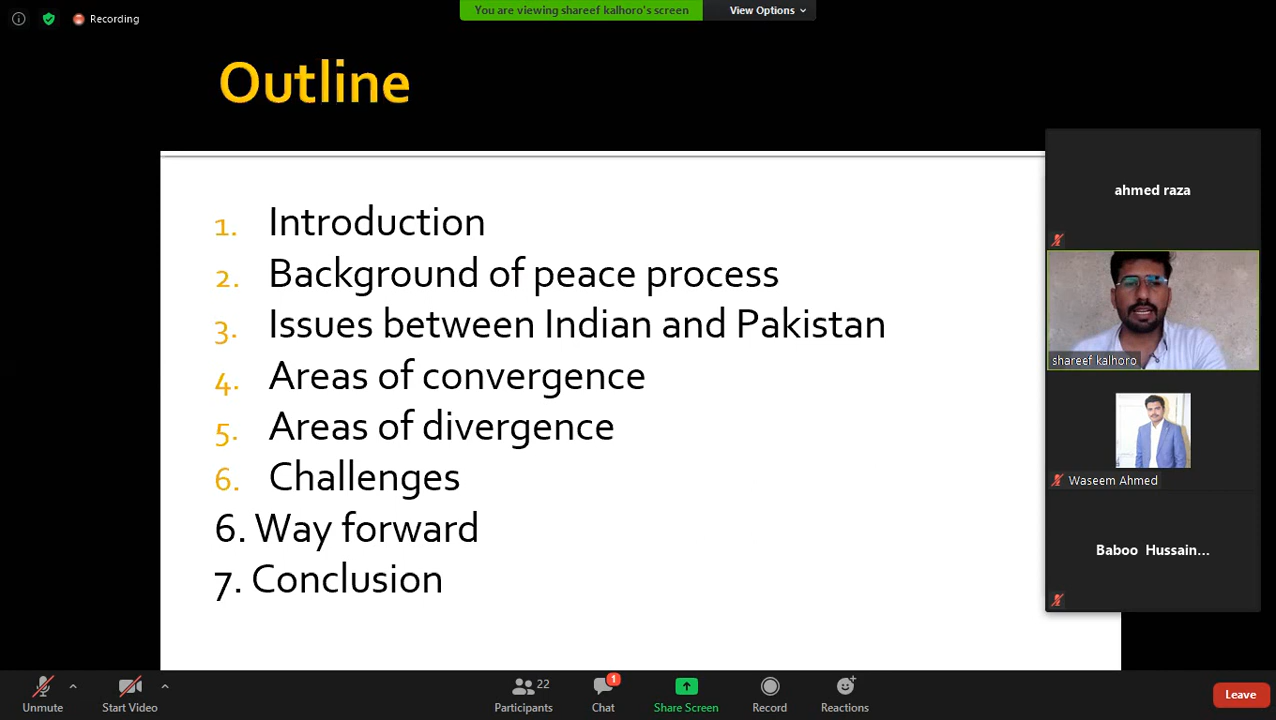 Recording
You are viewing shareef kalhoro's screen
View Options
Outline
1. Introduction
2. Background of peace process
3. Issues between Indian and Pakistan
4. Areas of convergence
5. Areas of divergence
6. Challenges
6. Way forward
7. Conclusion
ahmed raza
shareef kalhoro
Waseem Ahmed
Baboo Hussain...
Unmute
Start Video
22
Participants
1
Chat
Share Screen
Record
Reactions
Leave